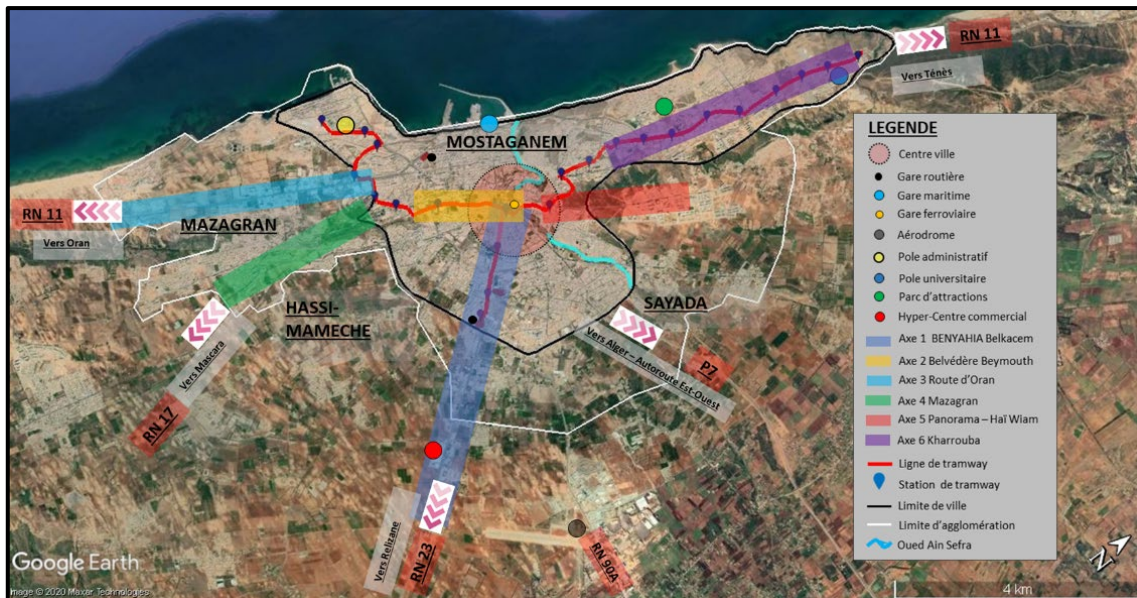 RN 11
Vers Ténès
MOSTAGANEM
RN 11
Vers Oran
MAZAGRAN
HASSI-
MAMECHE
SAYADA
Vers Mascara
RN 17
Vers Alger – Autoroute Est-Ouest
P7
Vers Relizane
RN 23
RN 90A
LEGENDE
Centre ville
Gare routière
Gare maritime
Gare ferroviaire
Aérodrome
Pole administratif
Pole universitaire
Parc d'attractions
Hyper-Centre commercial
Axe 1 BENYAHIA Belkacem
Axe 2 Belvédère Beymouth
Axe 3 Route d'Oran
Axe 4 Mazagran
Axe 5 Panorama – Haï Wiam
Axe 6 Kharrouba
Ligne de tramway
Station de tramway
Limite de ville
Limite d'agglomération
Oued Ain Sefra
N
4 km
Google Earth
Image © 2020 Maxar Technologies